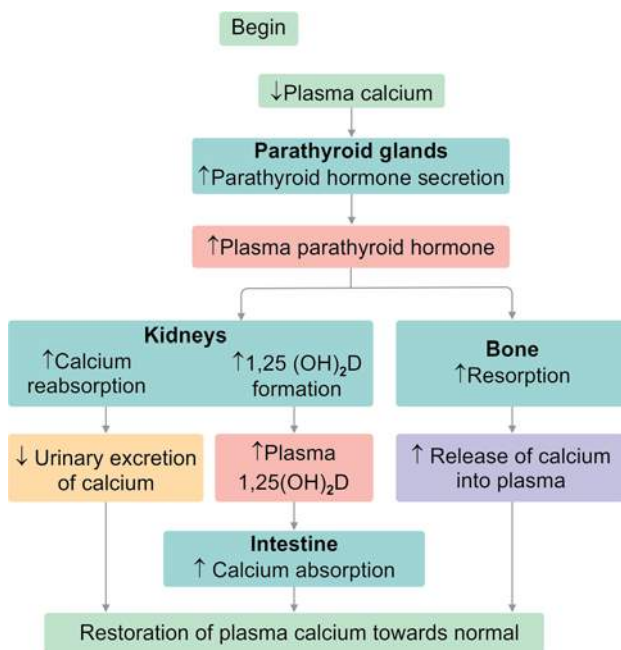 Begin
↓Plasma calcium
Parathyroid glands
↑Parathyroid hormone secretion
↑Plasma parathyroid hormone
Kidneys
↑Calcium
reabsorption
↑1,25 (OH)₂D
formation
Bone
↑Resorption
↓ Urinary excretion
of calcium
↑Plasma
1,25(OH)₂D
↑ Release of calcium
into plasma
Intestine
↑ Calcium absorption
Restoration of plasma calcium towards normal